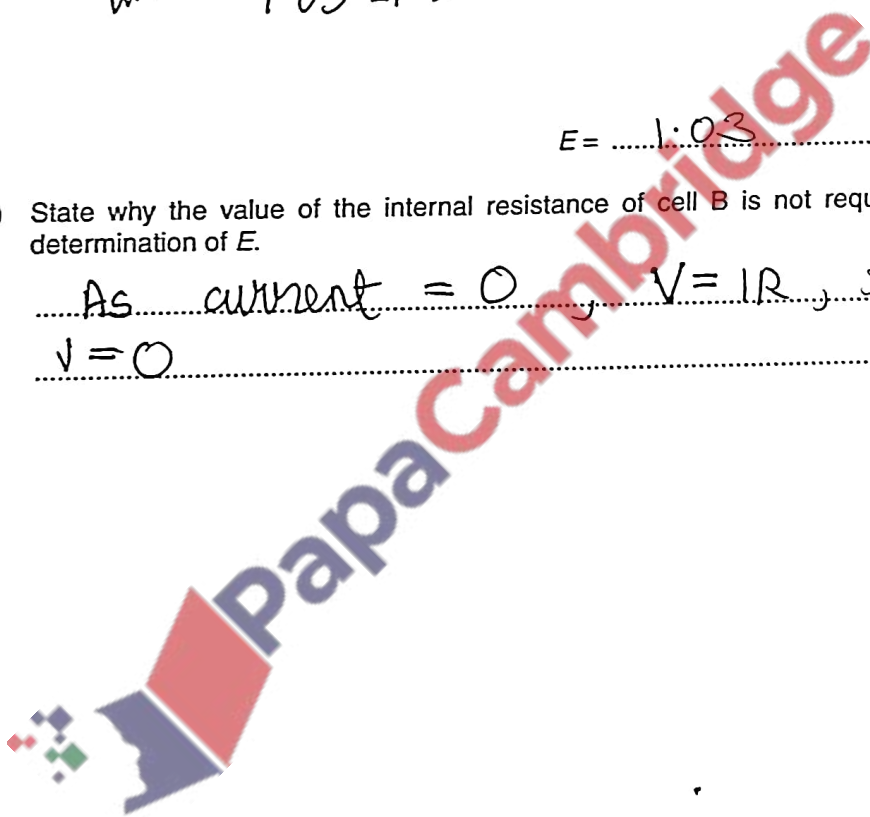 E = 1.03
State why the value of the internal resistance of cell B is not
determination of E.
As current = 0, V = IR,
V = 0
PapaCambridge